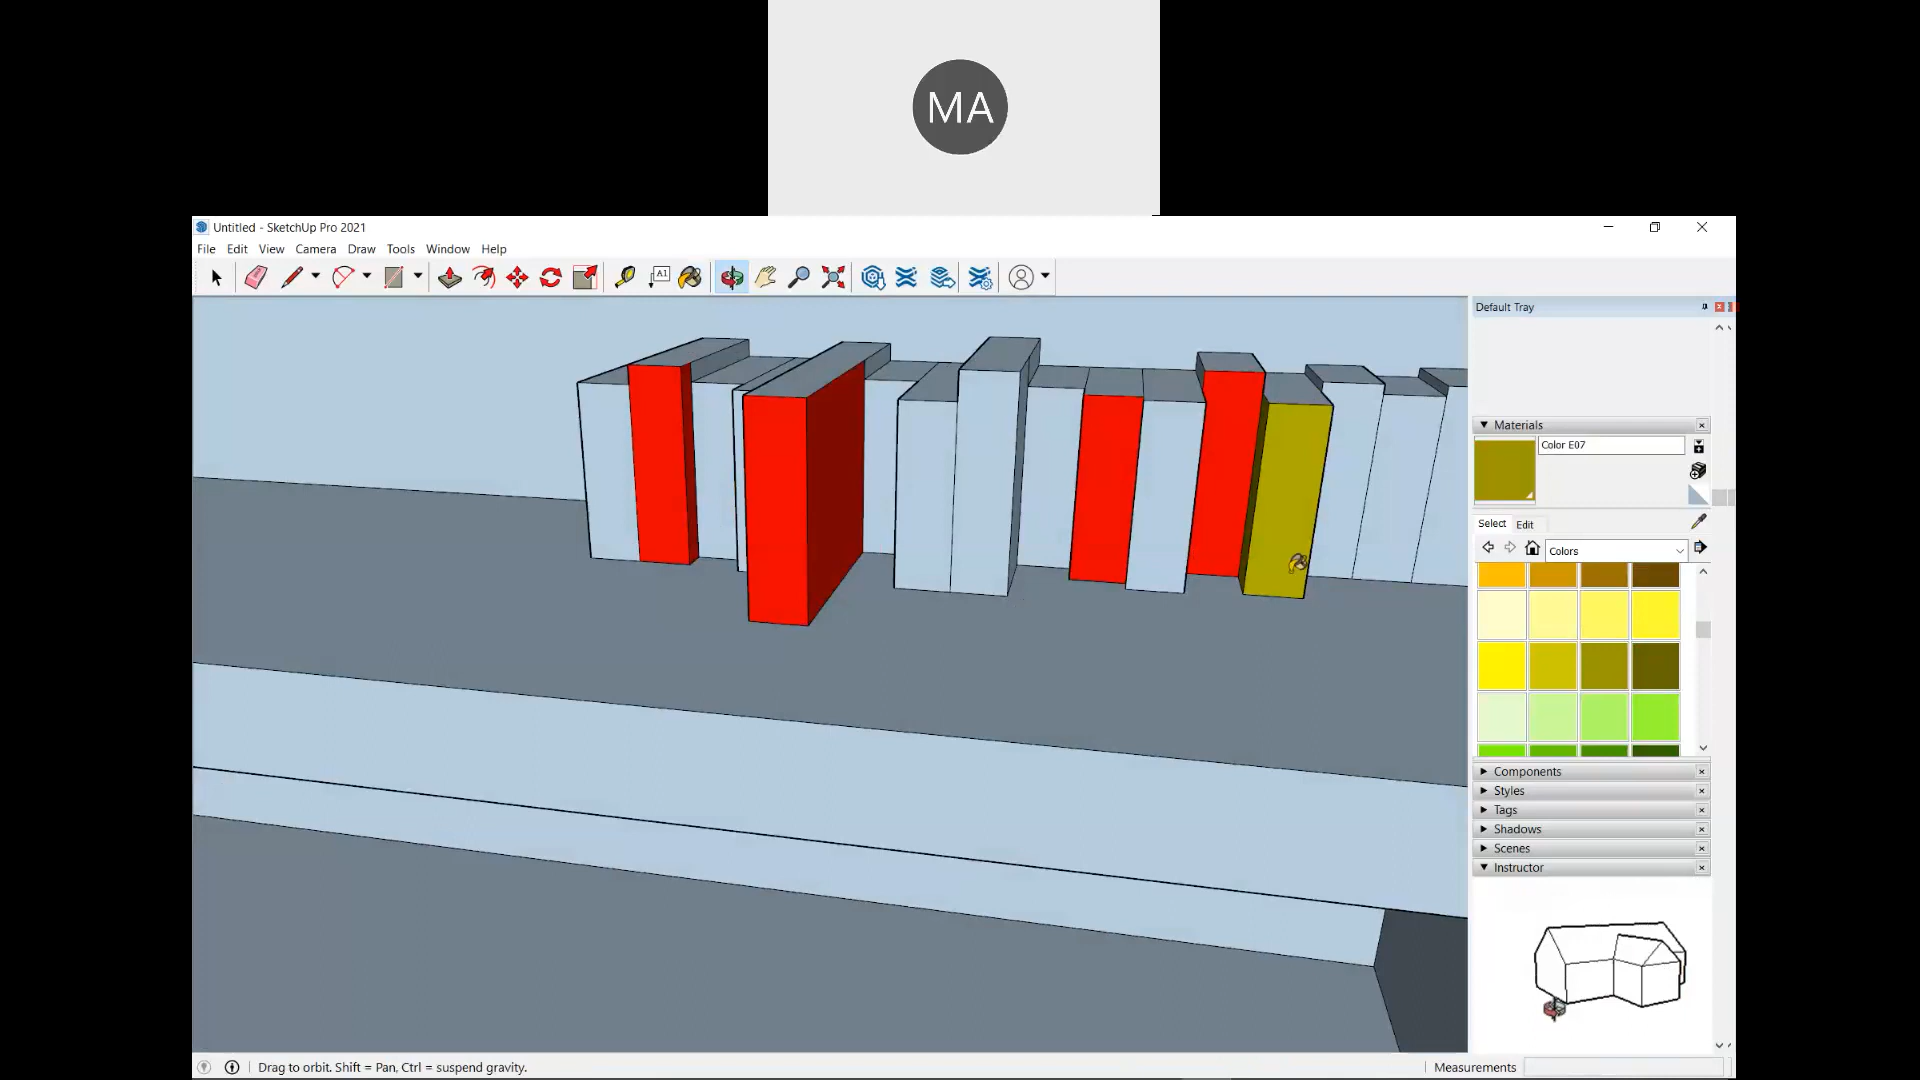 MA
Untitled - SketchUp Pro 2021
File Edit View Camera Draw Tools Window Help
A1
Default Tray
Materials
Color E07
Select Edit
Colors
Components
Styles
Tags
Shadows
Scenes
Instructor
Drag to orbit. Shift = Pan, Ctrl = suspend gravity.
Measurements